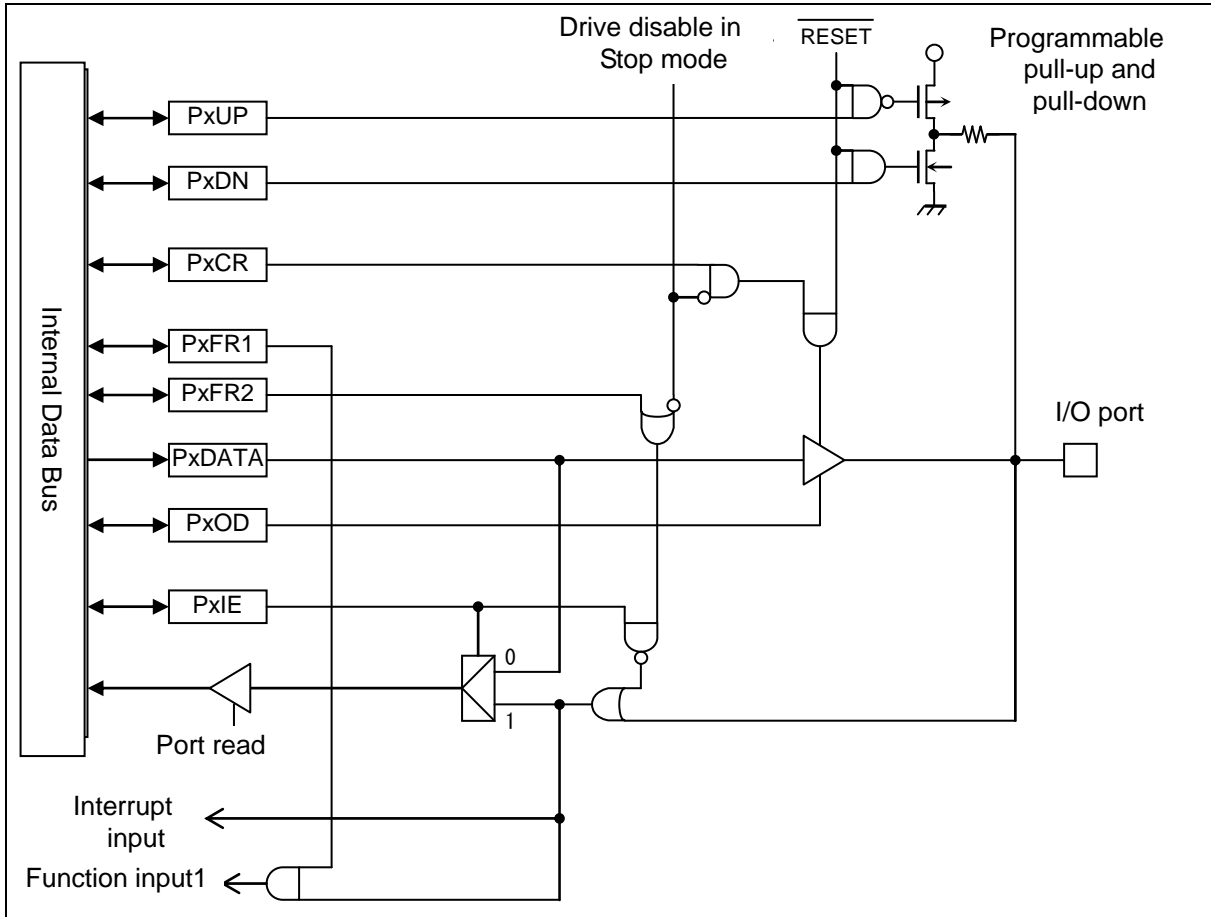 Drive disable in
Stop mode
RESET
Programmable
pull-up and
pull-down
Internal Data Bus
PxUP
PxDN
PxCR
PxFR1
PxFR2
PxDATA
PxOD
PxIE
I/O port
0
1
Port read
Interrupt
input
Function input1